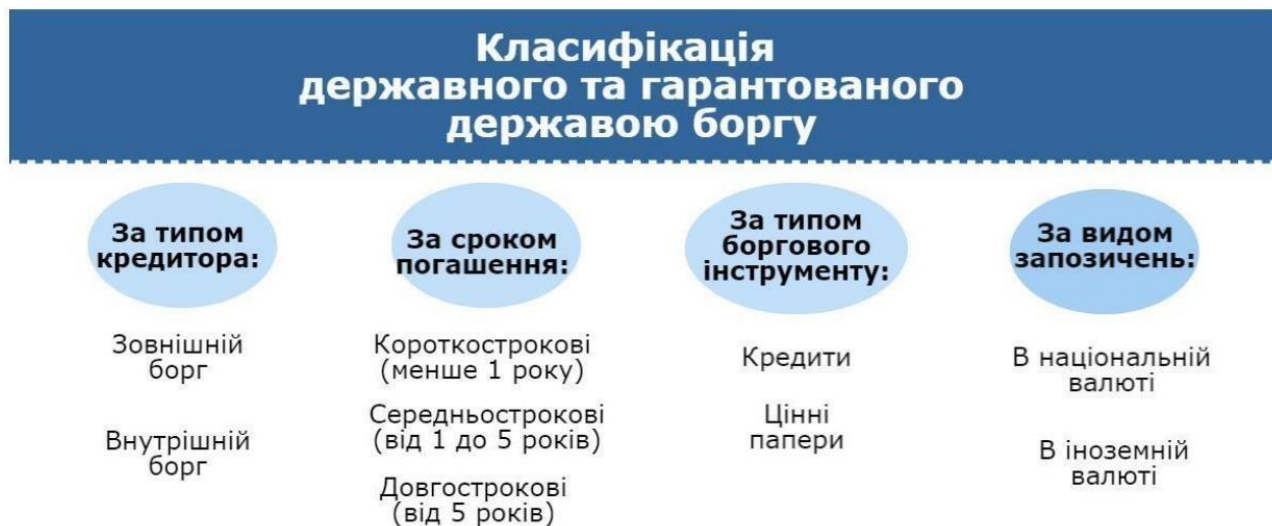 Класифікація
державного та гарантованого
державою боргу
За типом
кредитора:
Зовнішній
борг
Внутрішній
борг
За сроком
погашення:
Короткострокові
(менше 1 року)
Середньострокові
(від 1 до 5 років)
Довгострокові
(від 5 років)
За типом
боргового
інструменту:
Кредити
Цінні
папери
За видом
запозичень:
В національній
валюті
В іноземній
валюті